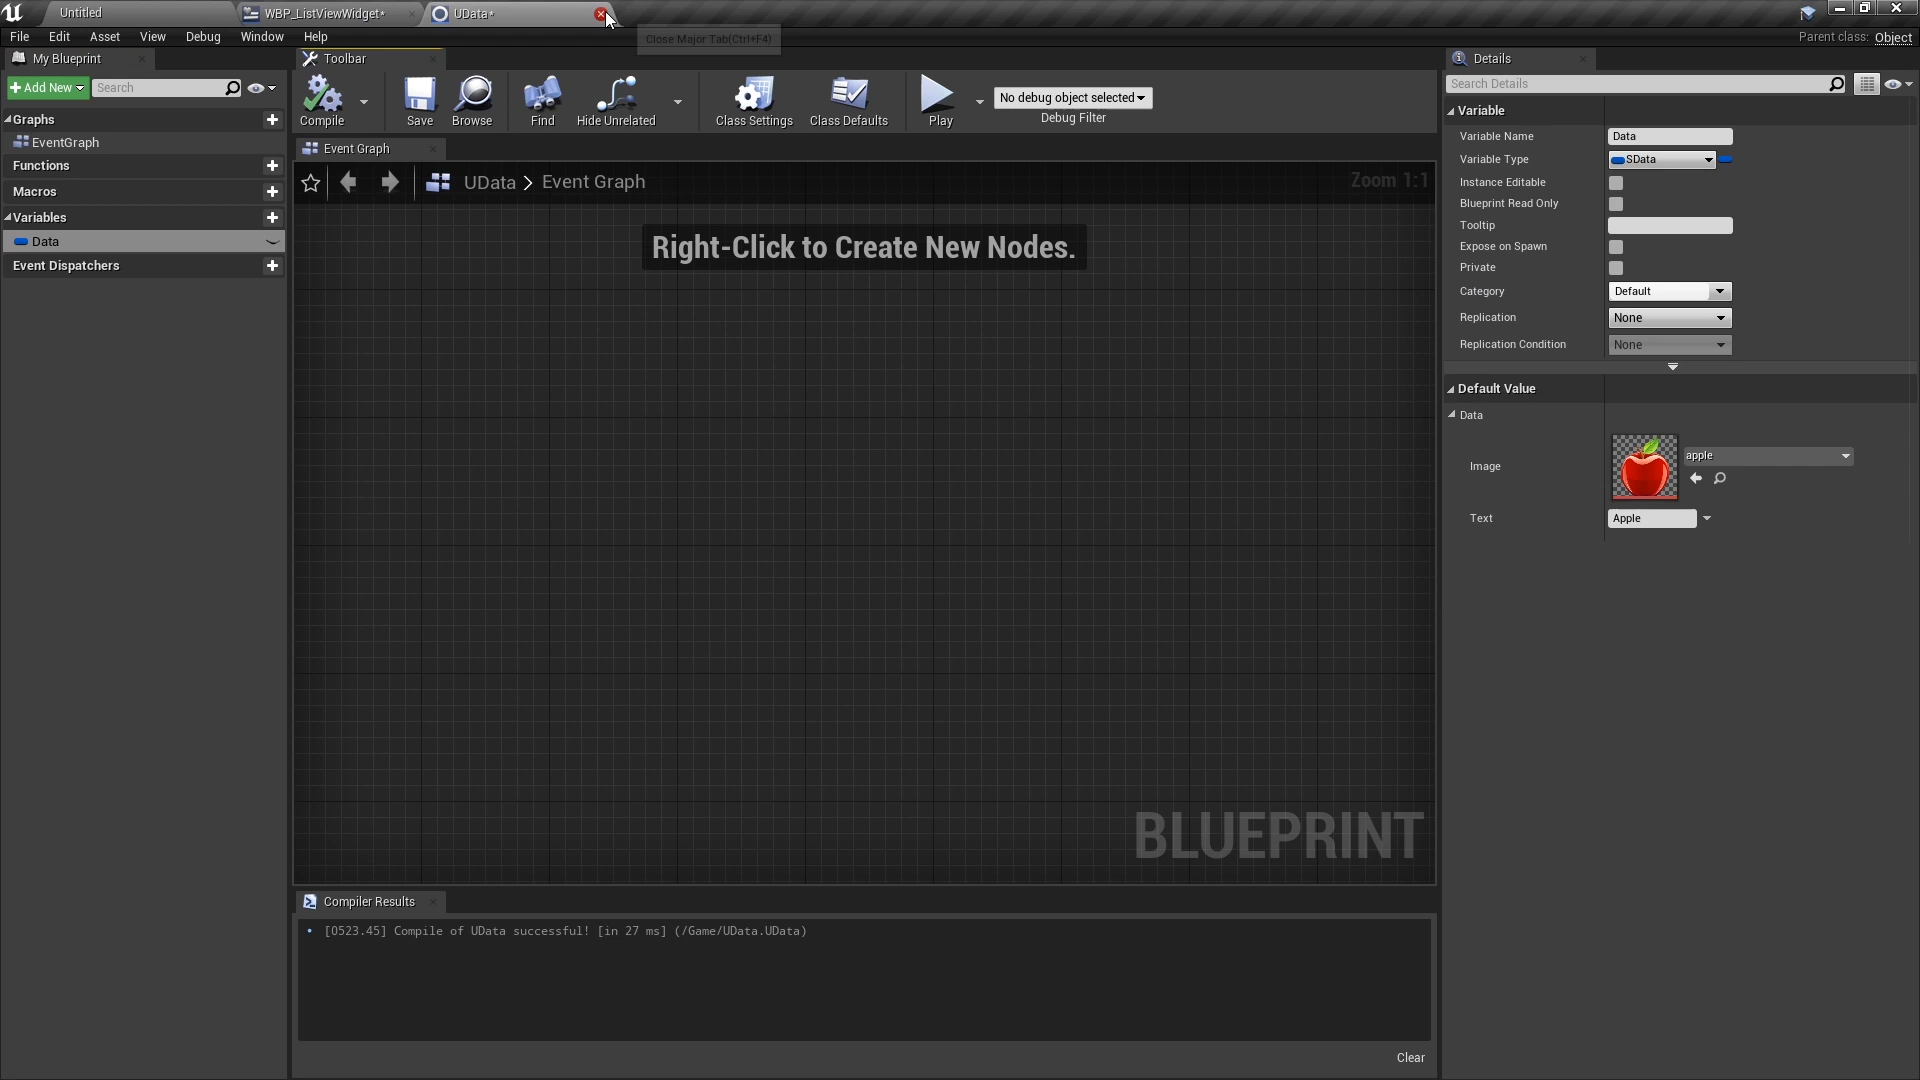 Untitled
WBP_ListViewWidget*
UData*
File Edit Asset View Debug Window Help
Close Major Tab(Ctrl+F4)
Parent class: Object
My Blueprint
Toolbar
Details
Add New
Search
Compile
Save
Browse
Find
Hide Unrelated
Class Settings
Class Defaults
Play
No debug object selected
Debug Filter
Search Details
Graphs
EventGraph
Functions
Macros
Variables
Data
Event Dispatchers
Event Graph
UData > Event Graph
Zoom 1:1
Right-Click to Create New Nodes.
BLUEPRINT
Variable
Variable Name Data
Variable Type SData
Instance Editable
Blueprint Read Only
Tooltip
Expose on Spawn
Private
Category Default
Replication None
Replication Condition None
Default Value
Data
Image apple
Text Apple
Compiler Results
• [0523.45] Compile of UData successful! [in 27 ms] (/Game/UData.UData)
Clear